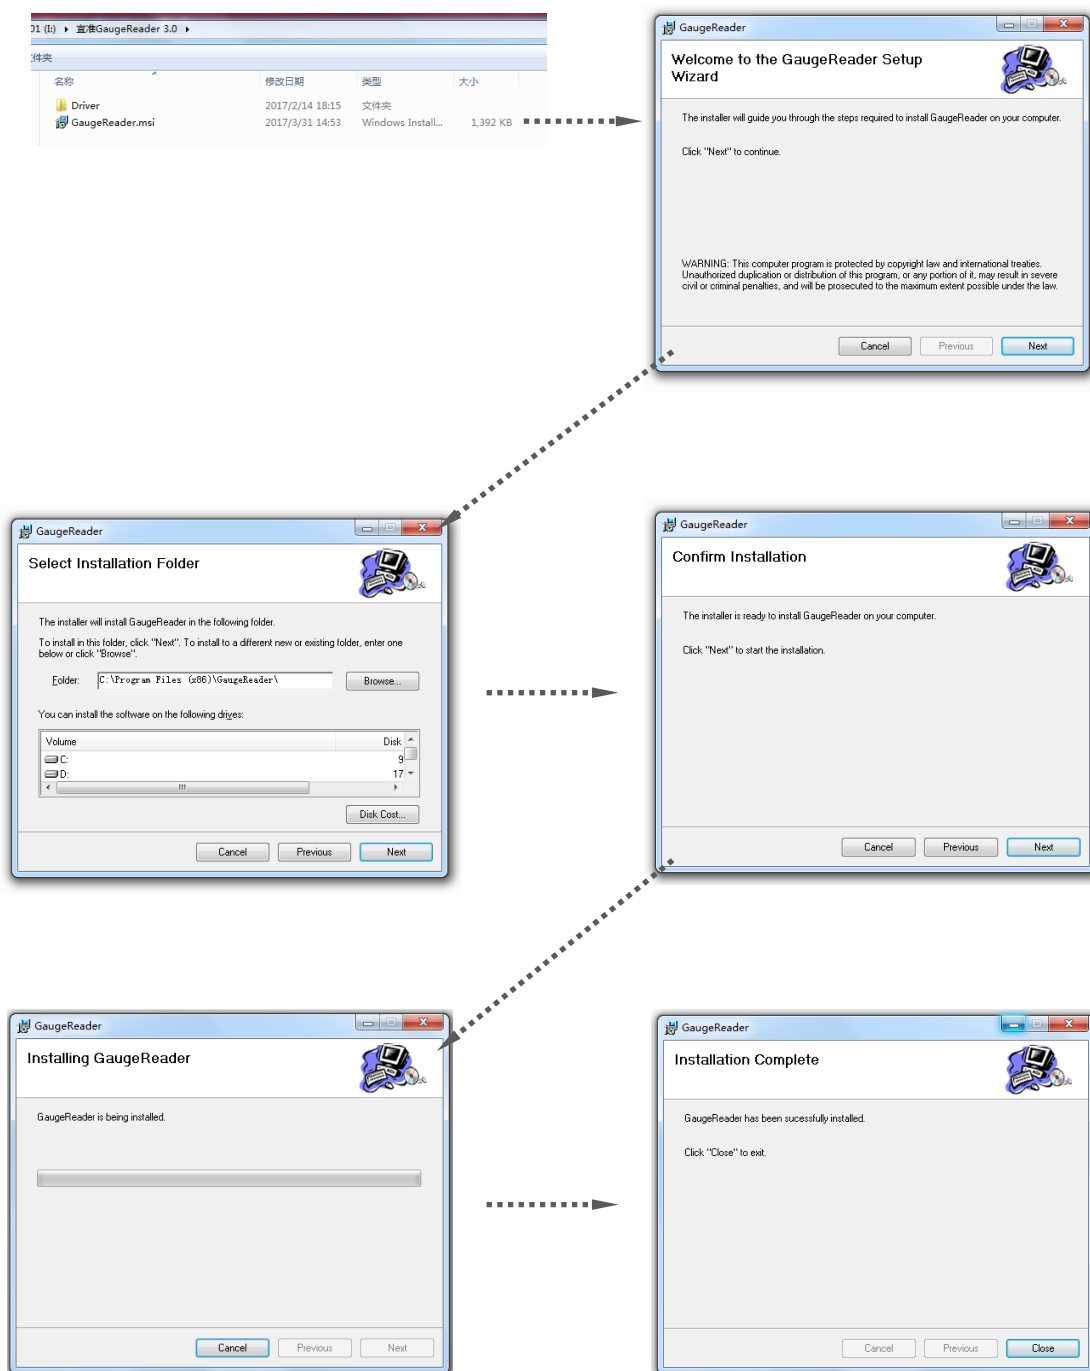 01 (I:) ▸ 宜准GaugeReader 3.0 ▸
件夹
名称 修改日期 类型 大小
Driver 2017/2/14 18:15 文件夹
GaugeReader.msi 2017/3/31 14:53 Windows Install... 1,392 KB
GaugeReader
Welcome to the GaugeReader Setup
Wizard
The installer will guide you through the steps required to install GaugeReader on your computer.
Click "Next" to continue.
WARNING: This computer program is protected by copyright law and international treaties.
Unauthorized duplication or distribution of this program, or any portion of it, may result in severe
civil or criminal penalties, and will be prosecuted to the maximum extent possible under the law.
Cancel Previous Next
GaugeReader
Select Installation Folder
The installer will install GaugeReader in the following folder.
To install in this folder, click "Next". To install to a different new or existing folder, enter one
below or click "Browse".
Folder: C:\Program Files (x86)\GaugeReader\ Browse...
You can install the software on the following drives:
Volume Disk
C: 9
D: 17
Disk Cost...
Cancel Previous Next
GaugeReader
Confirm Installation
The installer is ready to install GaugeReader on your computer.
Click "Next" to start the installation.
Cancel Previous Next
GaugeReader
Installing GaugeReader
GaugeReader is being installed.
Cancel Previous Next
GaugeReader
Installation Complete
GaugeReader has been sucessfully installed.
Click "Close" to exit.
Cancel Previous Close